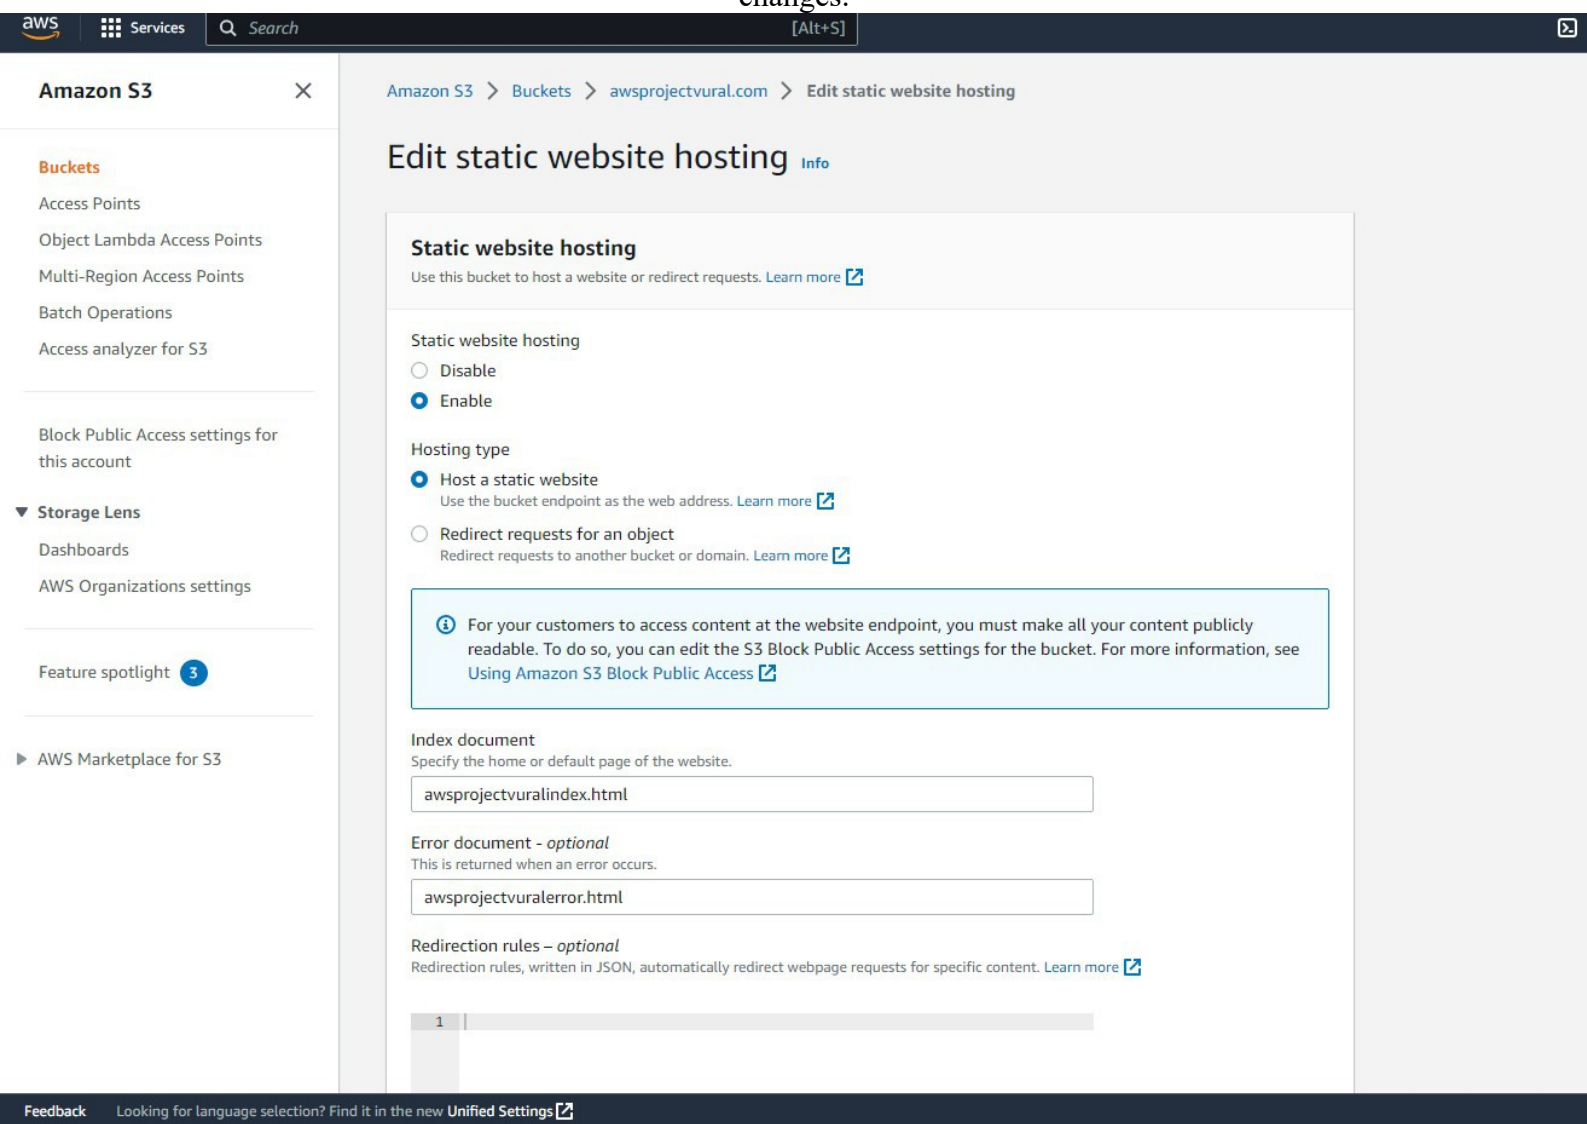 changes.
aws
Services
Search
[Alt+S]
Amazon S3
Buckets
Access Points
Object Lambda Access Points
Multi-Region Access Points
Batch Operations
Access analyzer for S3
Block Public Access settings for
this account
Storage Lens
Dashboards
AWS Organizations settings
Feature spotlight 3
AWS Marketplace for S3
Amazon S3 > Buckets > awsprojectvural.com > Edit static website hosting
Edit static website hosting Info
Static website hosting
Use this bucket to host a website or redirect requests. Learn more
Static website hosting
Disable
Enable
Hosting type
Host a static website
Use the bucket endpoint as the web address. Learn more
Redirect requests for an object
Redirect requests to another bucket or domain. Learn more
For your customers to access content at the website endpoint, you must make all your content publicly
readable. To do so, you can edit the S3 Block Public Access settings for the bucket. For more information, see
Using Amazon S3 Block Public Access
Index document
Specify the home or default page of the website.
awsprojectvuralindex.html
Error document - optional
This is returned when an error occurs.
awsprojectvuralerror.html
Redirection rules – optional
Redirection rules, written in JSON, automatically redirect webpage requests for specific content. Learn more
1
Feedback Looking for language selection? Find it in the new Unified Settings